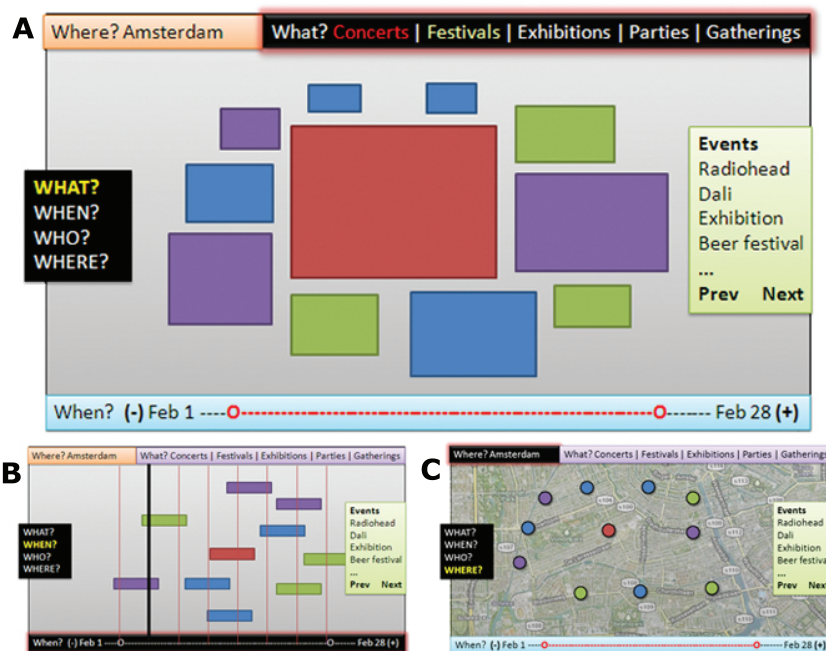 A
Where? Amsterdam
What? Concerts | Festivals | Exhibitions | Parties | Gatherings
WHAT?
WHEN?
WHO?
WHERE?
Events
Radiohead
Dali
Exhibition
Beer festival
...
Prev Next
When? (-) Feb 1 Feb 28 (+)
B
Where? Amsterdam
What? Concerts | Festivals | Exhibitions | Parties | Gatherings
WHAT?
WHEN?
WHO?
WHERE?
Events
Radiohead
Dali
Exhibition
Beer festival
...
Prev Next
When? (-) Feb 1 Feb 28 (+)
C
Where? Amsterdam
What? Concerts | Festivals | Exhibitions | Parties | Gatherings
WHAT?
WHEN?
WHO?
WHERE?
Events
Radiohead
Dali
Exhibition
Beer festival
...
Prev Next
When? (-) Feb 1 Feb 28 (+)